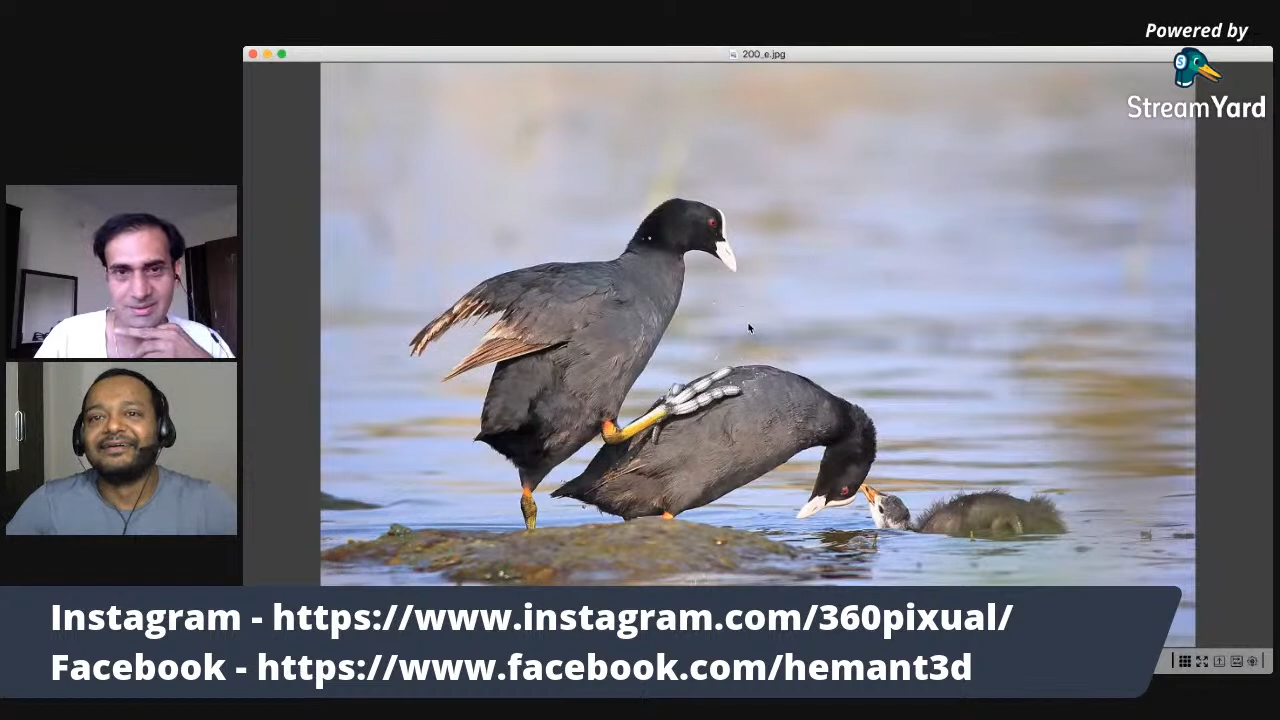 Powered by
StreamYard
200_e.jpg
Instagram - https://www.instagram.com/360pixual/
Facebook - https://www.facebook.com/hemant3d